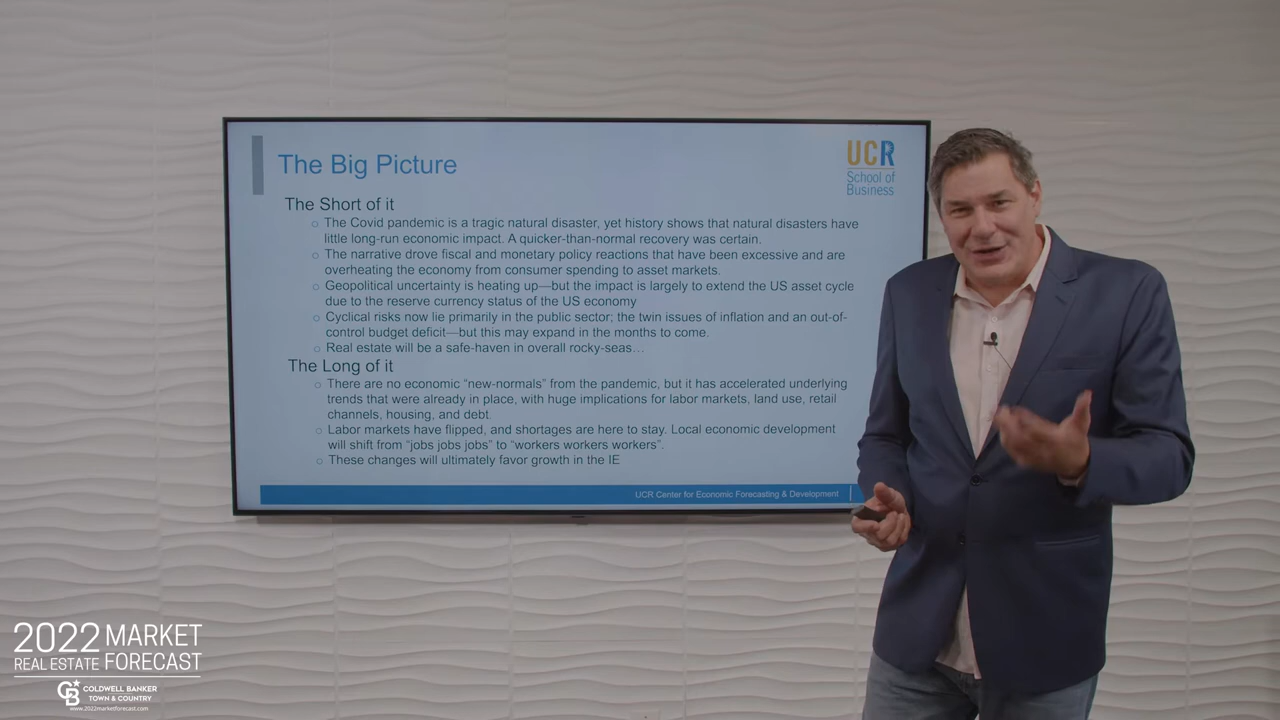 The Big Picture
UCR
School of
Business
The Short of it
○ The Covid pandemic is a tragic natural disaster, yet history shows that natural disasters have
little long-run economic impact. A quicker-than-normal recovery was certain.
○ The narrative drove fiscal and monetary policy reactions that have been excessive and are
overheating the economy from consumer spending to asset markets.
○ Geopolitical uncertainty is heating up—but the impact is largely to extend the US asset cycle
due to the reserve currency status of the US economy
○ Cyclical risks now lie primarily in the public sector; the twin issues of inflation and an out-of-
control budget deficit—but this may expand in the months to come.
○ Real estate will be a safe-haven in overall rocky-seas…
The Long of it
○ There are no economic “new-normals” from the pandemic, but it has accelerated underlying
trends that were already in place, with huge implications for labor markets, land use, retail
channels, housing, and debt.
○ Labor markets have flipped, and shortages are here to stay. Local economic development
will shift from “jobs jobs jobs” to “workers workers workers”.
○ These changes will ultimately favor growth in the IE
UCR Center for Economic Forecasting & Development
2022 MARKET
REAL ESTATE FORECAST
CB COLDWELL BANKER
TOWN & COUNTRY
www.2022marketforecast.com